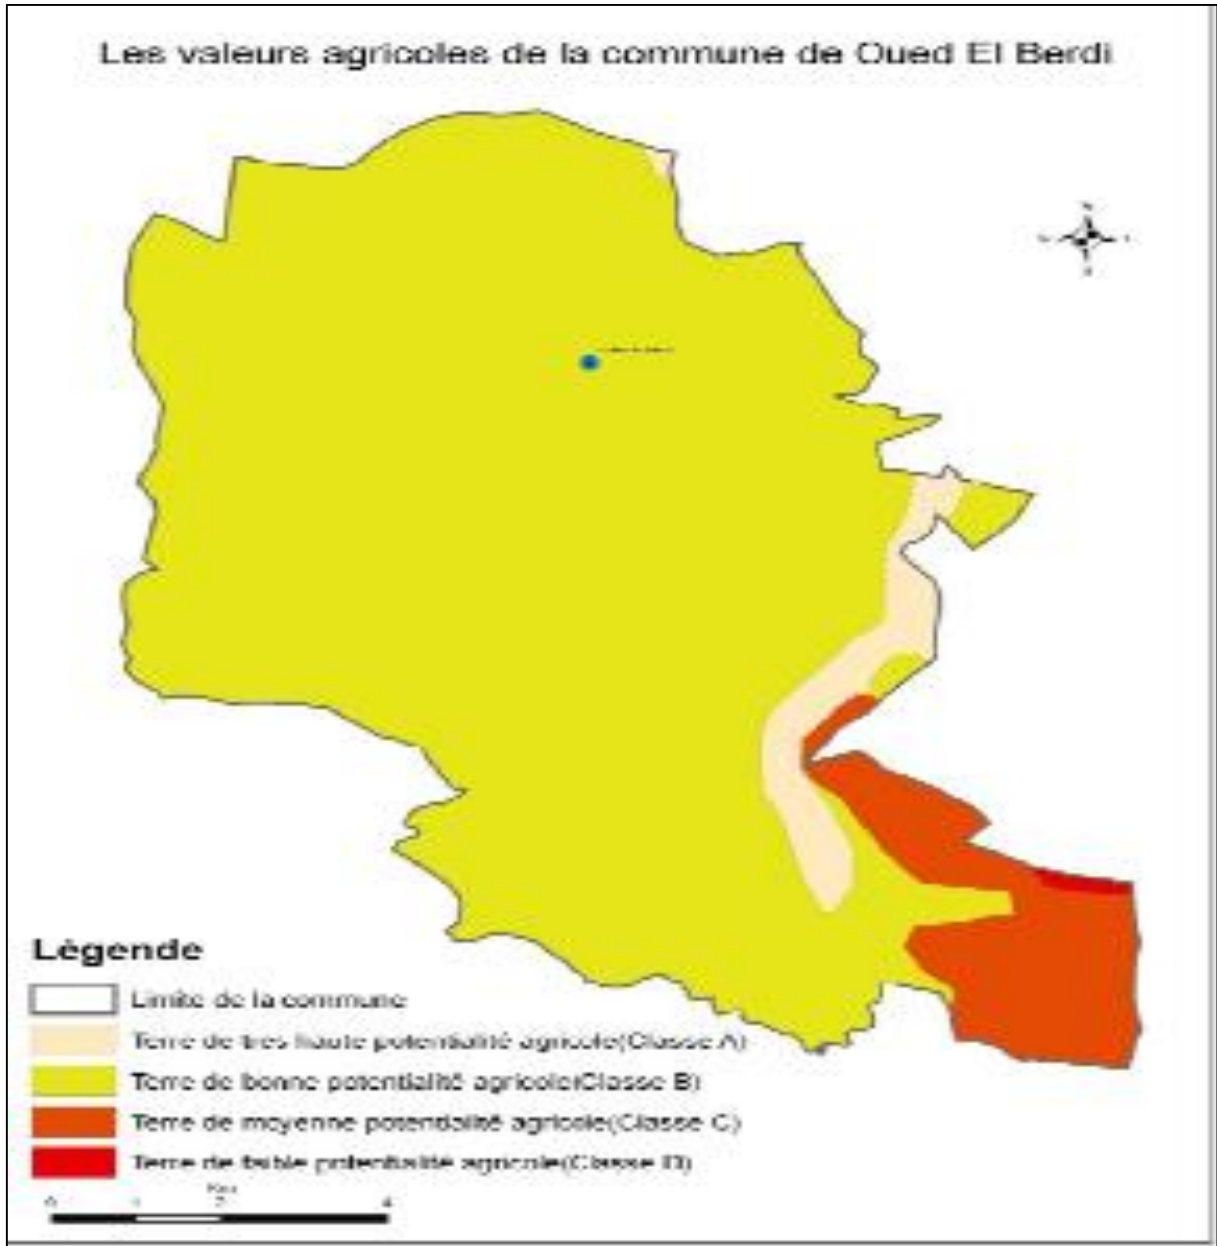 Les valeurs agricoles de la commune de Oued El Berdi
Légende
Limite de la commune
Terre de tres haute potentialité agricole(Classe A)
Terre de bonne potentialité agricole(Classe B)
Terre de moyenne potentialité agricole(Classe C)
Terre de faible potentialité agricole(Classe D)
Km
0 1 2 4